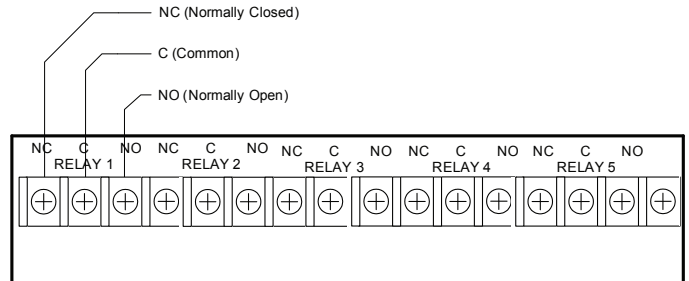 NC (Normally Closed)
C (Common)
NO (Normally Open)
NC C NO NC C NO NC C NO NC C NO NC C NO
RELAY 1 RELAY 2 RELAY 3 RELAY 4 RELAY 5